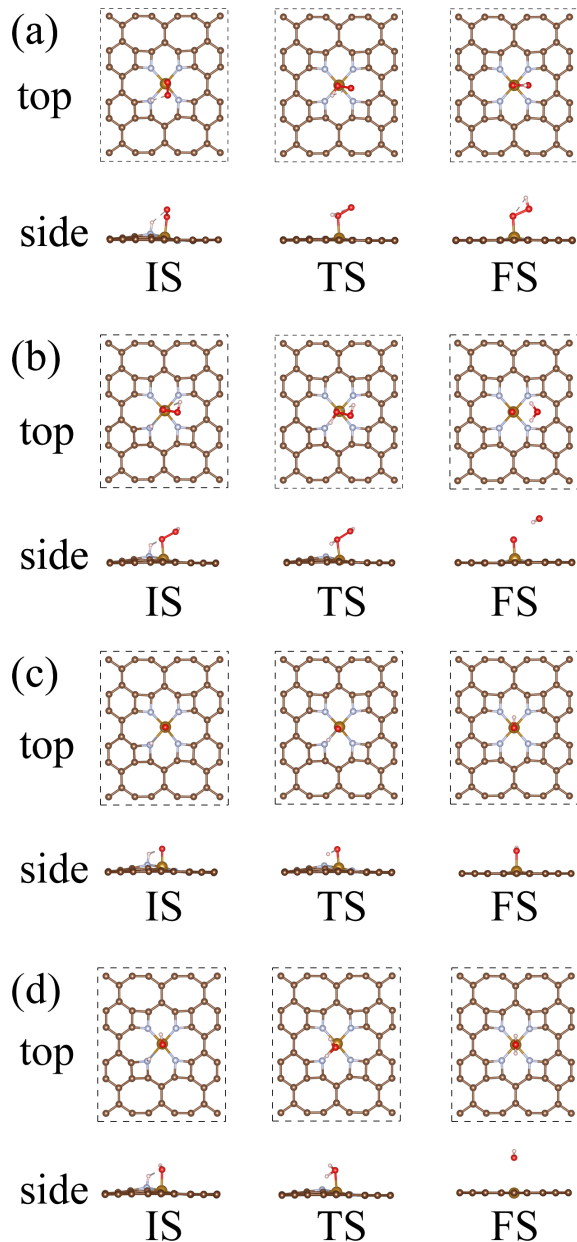 (a)
top
side
IS TS FS
(b)
top
side
IS TS FS
(c)
top
side
IS TS FS
(d)
top
side
IS TS FS